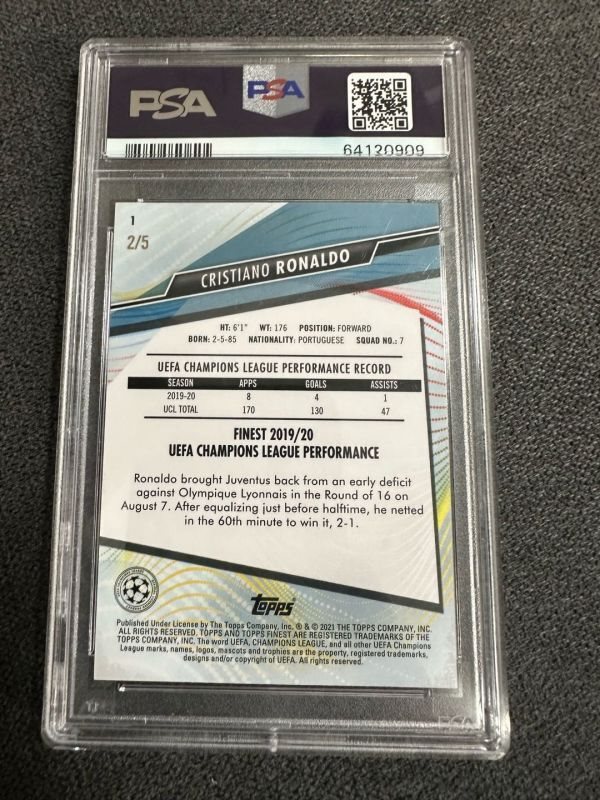 PSA
PSA
64120909
1
2/5
CRISTIANO RONALDO
HT: 6'1" WT: 176 POSITION: FORWARD
BORN: 2-5-85 NATIONALITY: PORTUGUESE SQUAD NO.: 7
UEFA CHAMPIONS LEAGUE PERFORMANCE RECORD
SEASON APPS GOALS ASSISTS
2019-20 8 4 1
UCL TOTAL 170 130 47
FINEST 2019/20
UEFA CHAMPIONS LEAGUE PERFORMANCE
Ronaldo brought Juventus back from an early deficit
against Olympique Lyonnais in the Round of 16 on
August 7. After equalizing just before halftime, he netted
in the 60th minute to win it, 2-1.
Topps
Published Under License by The Topps Company, Inc. ® & © 2021 THE TOPPS COMPANY, INC.
ALL RIGHTS RESERVED. TOPPS AND TOPPS FINEST ARE REGISTERED TRADEMARKS OF THE
TOPPS COMPANY, INC. The word UEFA, CHAMPIONS LEAGUE, and all other UEFA Champions
League marks, names, logos, mascots and trophies are the property, registered trademarks,
designs and/or copyright of UEFA. All rights reserved.
PSA